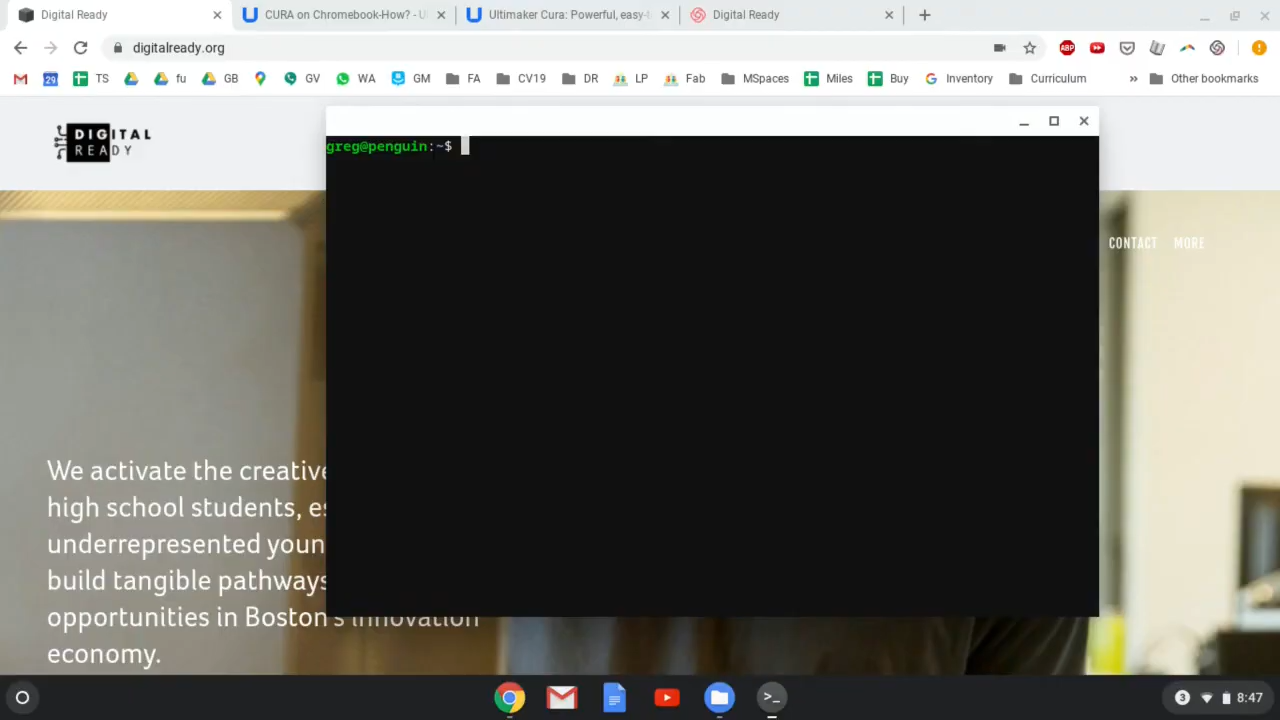 Digital Ready
CURA on Chromebook-How? - U
Ultimaker Cura: Powerful, easy-
Digital Ready
digitalready.org
ABP
29 TS fu GB GV WA GM FA CV19 DR LP Fab MSpaces Miles Buy Inventory Curriculum » Other bookmarks
DIGITAL
READY
greg@penguin:~$
CONTACT MORE
We activate the creative
high school students, es
underrepresented youn
build tangible pathways
opportunities in Boston's innovation
economy.
>_
3 8:47